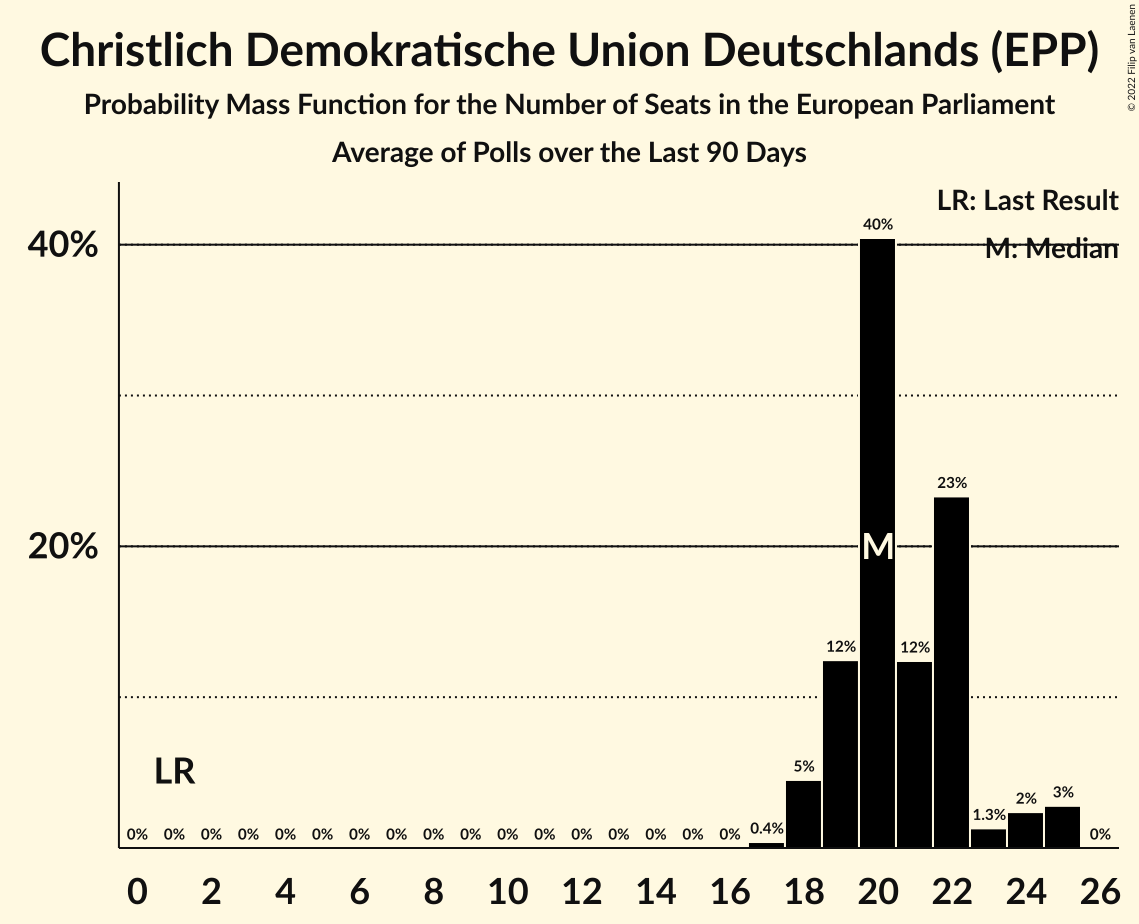 Christlich Demokratische Union Deutschlands (EPP)
Probability Mass Function for the Number of Seats in the European Parliament
Average of Polls over the Last 90 Days
© 2022 Filip van Laenen
LR: Last Result
M: Median
40%
20%
40%
23%
12%
12%
5%
3%
2%
1.3%
0.4%
M
LR
0% 0% 0% 0% 0% 0% 0% 0% 0% 0% 0% 0% 0% 0% 0% 0% 0% 0%
0 2 4 6 8 10 12 14 16 18 20 22 24 26